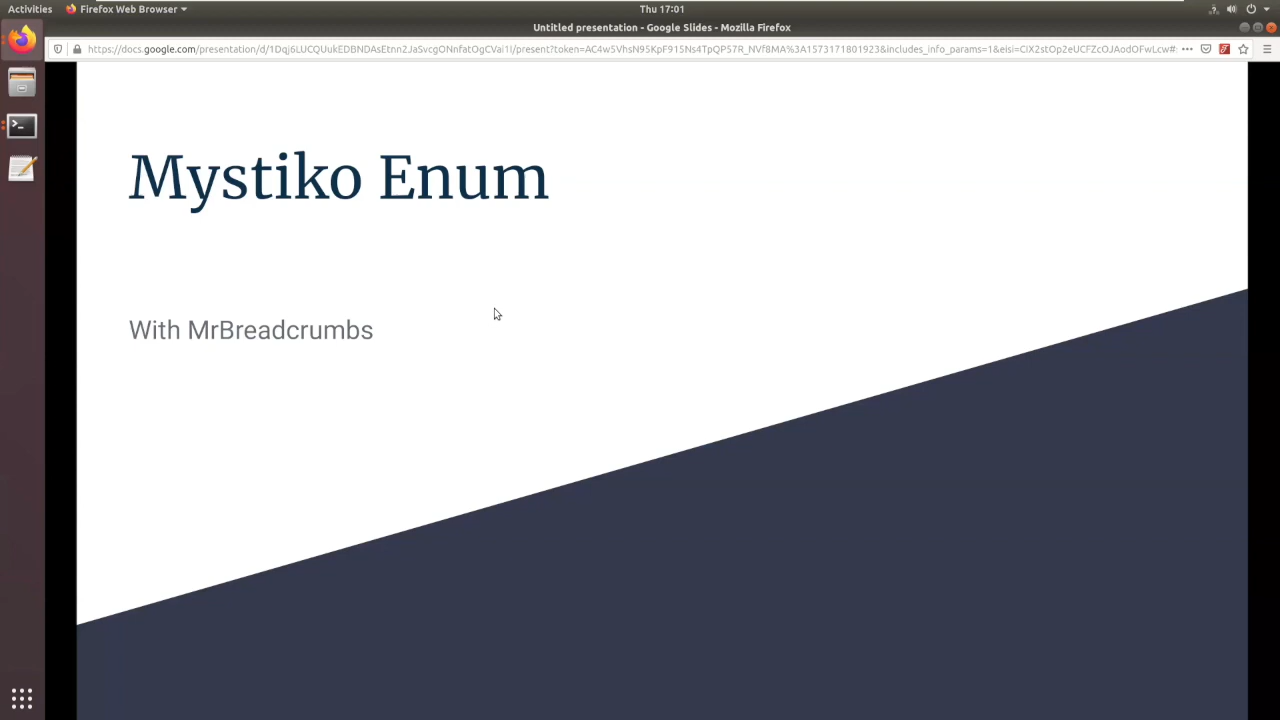 Activities
Firefox Web Browser
Thu 17:01
Untitled presentation - Google Slides - Mozilla Firefox
Mystiko Enum
With MrBreadcrumbs